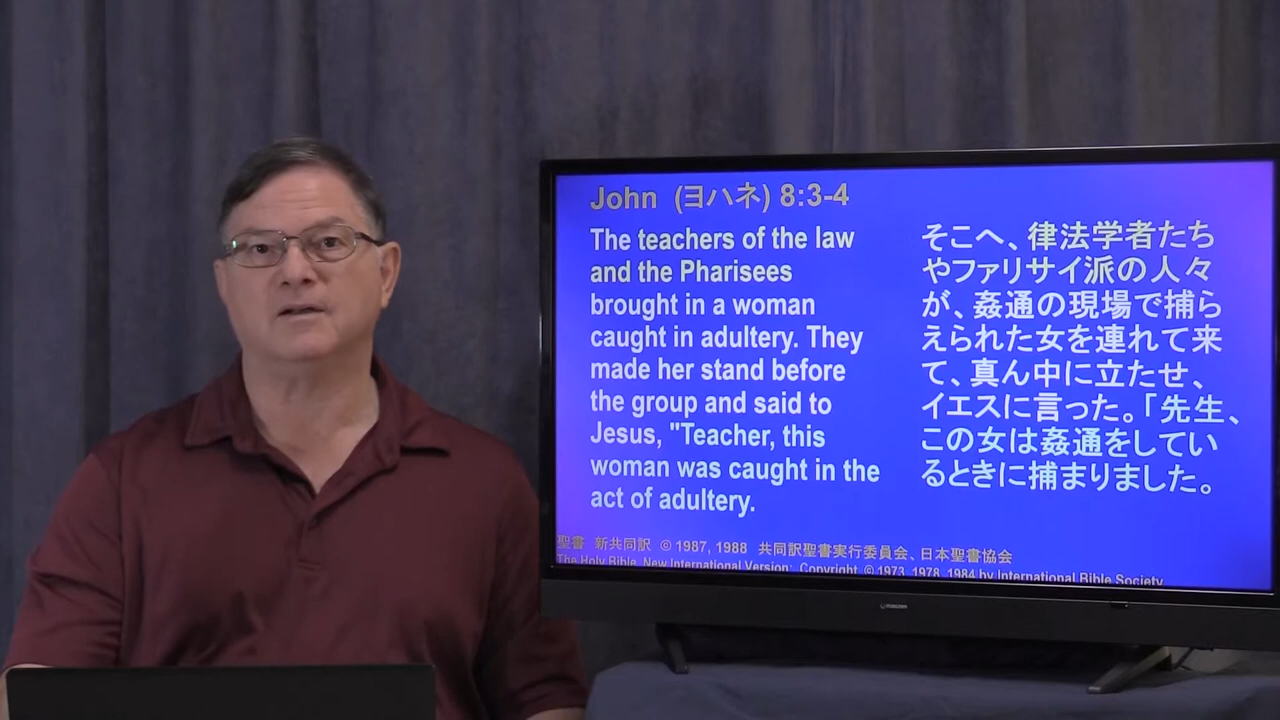 John (ヨハネ) 8:3-4
The teachers of the law
and the Pharisees
brought in a woman
caught in adultery. They
made her stand before
the group and said to
Jesus, "Teacher, this
woman was caught in the
act of adultery.
そこへ、律法学者たち
やファリサイ派の人々
が、姦通の現場で捕ら
えられた女を連れて来
て、真ん中に立たせ、
イエスに言った。「先生、
この女は姦通をしてい
るときに捕まりました。
聖書 新共同訳 © 1987, 1988 共同訳聖書実行委員会、日本聖書協会
The Holy Bible, New International Version; Copyright, © 1973, 1978, 1984 by International Bible Society